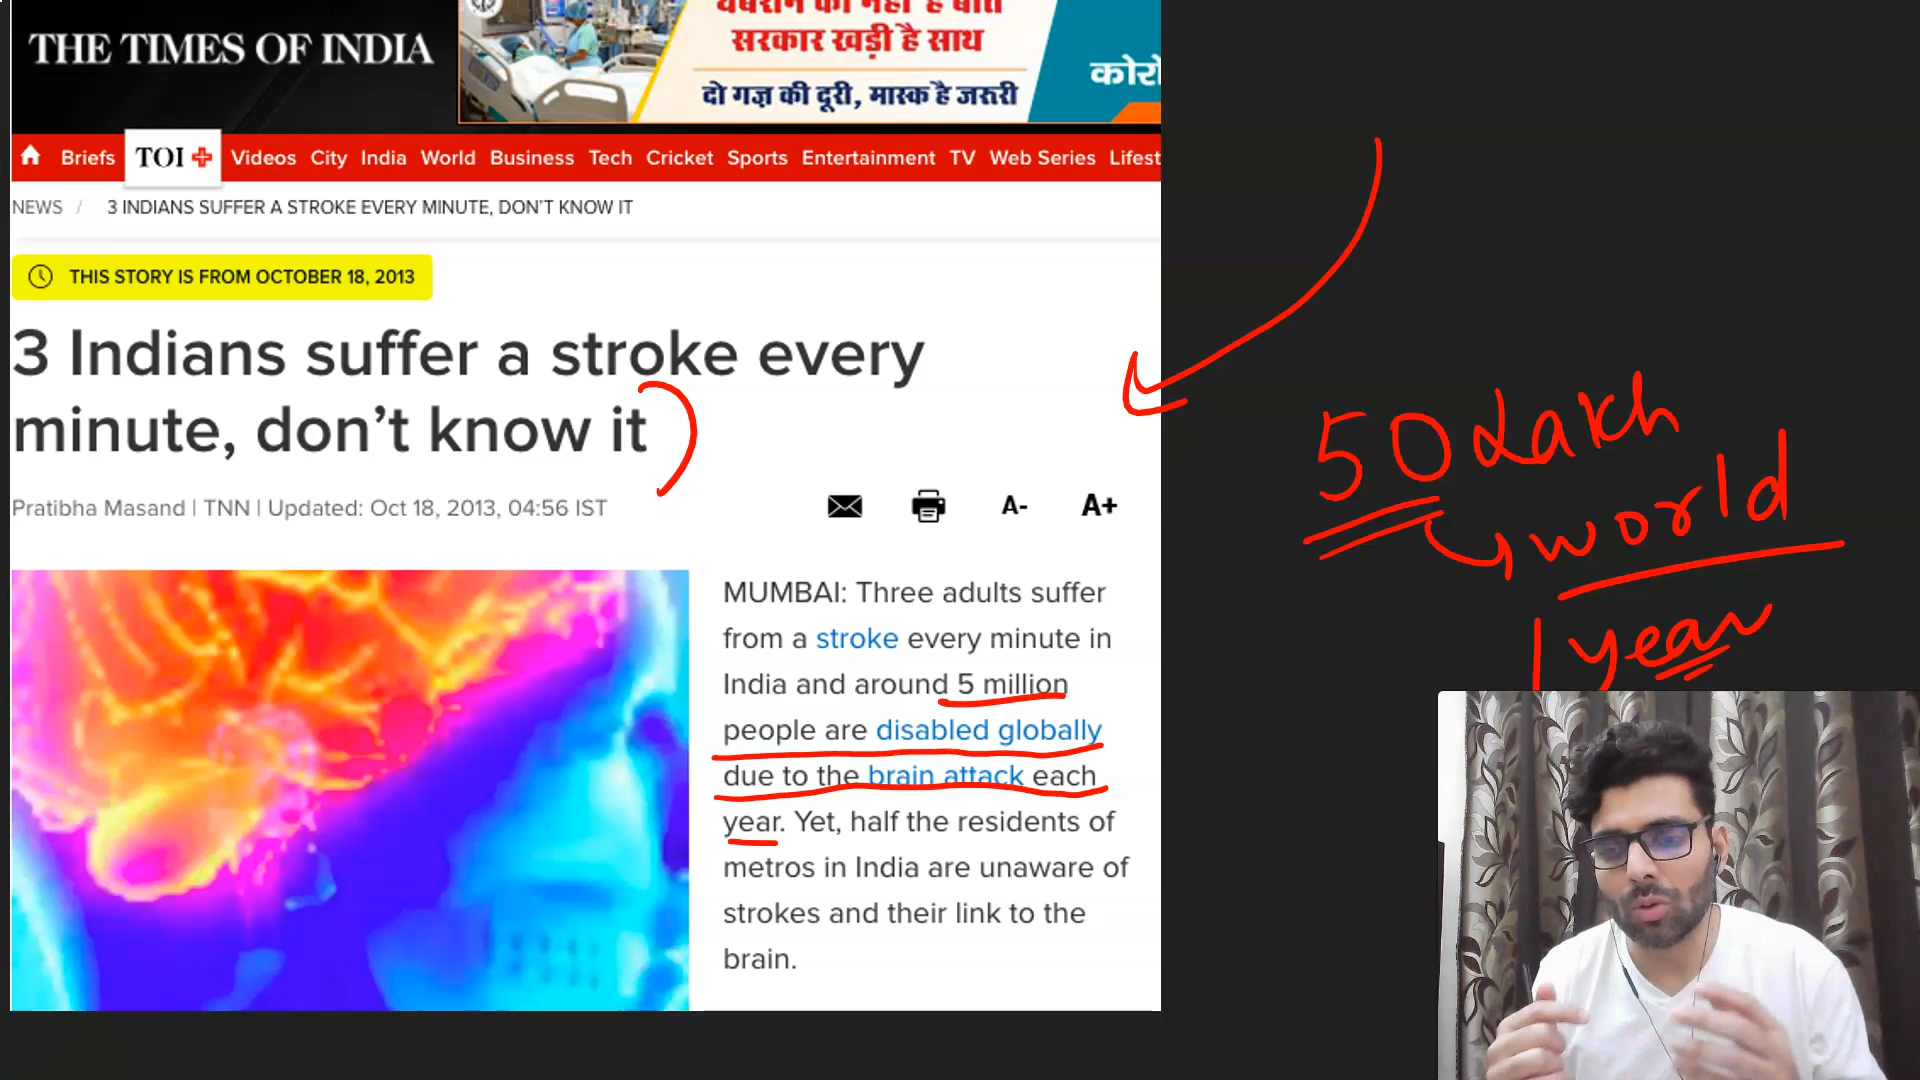 THE TIMES OF INDIA
सरकार खड़ी है साथ
दो गज़ की दूरी, मास्क है जरूरी
Briefs TOI+ Videos City India World Business Tech Cricket Sports Entertainment TV Web Series Lifest
NEWS / 3 INDIANS SUFFER A STROKE EVERY MINUTE, DON'T KNOW IT
THIS STORY IS FROM OCTOBER 18, 2013
3 Indians suffer a stroke every
minute, don't know it
Pratibha Masand | TNN | Updated: Oct 18, 2013, 04:56 IST
A- A+
MUMBAI: Three adults suffer
from a stroke every minute in
India and around 5 million
people are disabled globally
due to the brain attack each
year. Yet, half the residents of
metros in India are unaware of
strokes and their link to the
brain.
50 Lakh
world
1 year